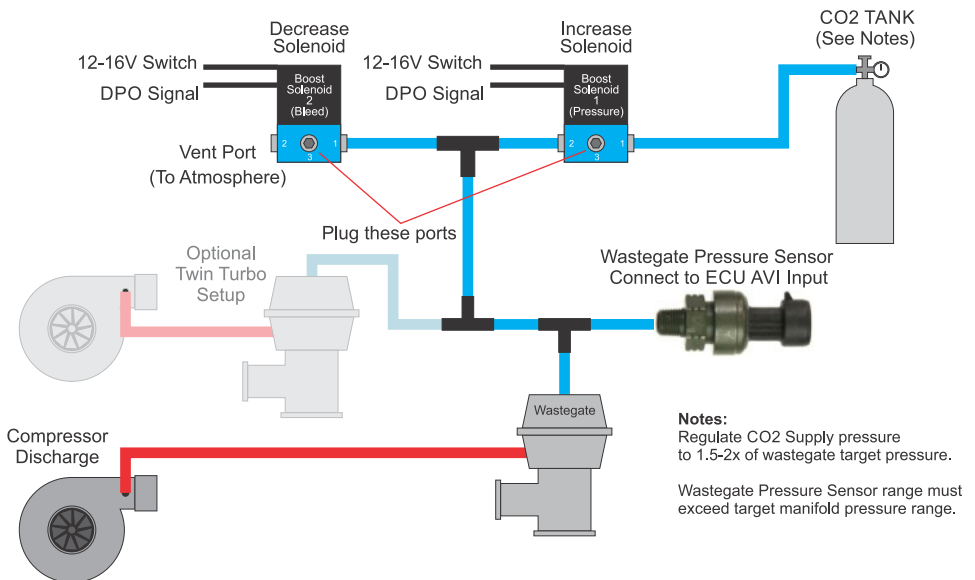 Decrease
Solenoid
Increase
Solenoid
CO2 TANK
(See Notes)
12-16V Switch
DPO Signal
Boost
Solenoid
2
(Bleed)
12-16V Switch
DPO Signal
Boost
Solenoid
1
(Pressure)
2
3
1
2
3
1
Vent Port
(To Atmosphere)
Plug these ports
Optional
Twin Turbo
Setup
Wastegate Pressure Sensor
Connect to ECU AVI Input
Wastegate
Compressor
Discharge
Notes:
Regulate CO2 Supply pressure
to 1.5-2x of wastegate target pressure.
Wastegate Pressure Sensor range must
exceed target manifold pressure range.